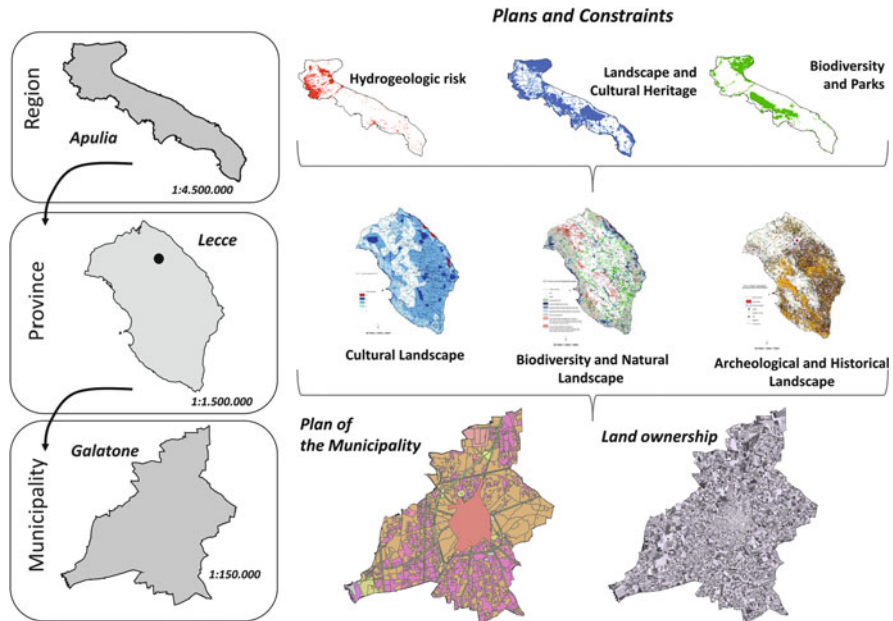 Plans and Constraints
Region
Apulia
1:4.500.000
Hydrogeologic risk
Landscape and
Cultural Heritage
Biodiversity
and Parks
Province
Lecce
1:1.500.000
Cultural Landscape
Biodiversity and Natural
Landscape
Archeological and Historical
Landscape
Municipality
Galatone
1:150.000
Plan of
the Municipality
Land ownership